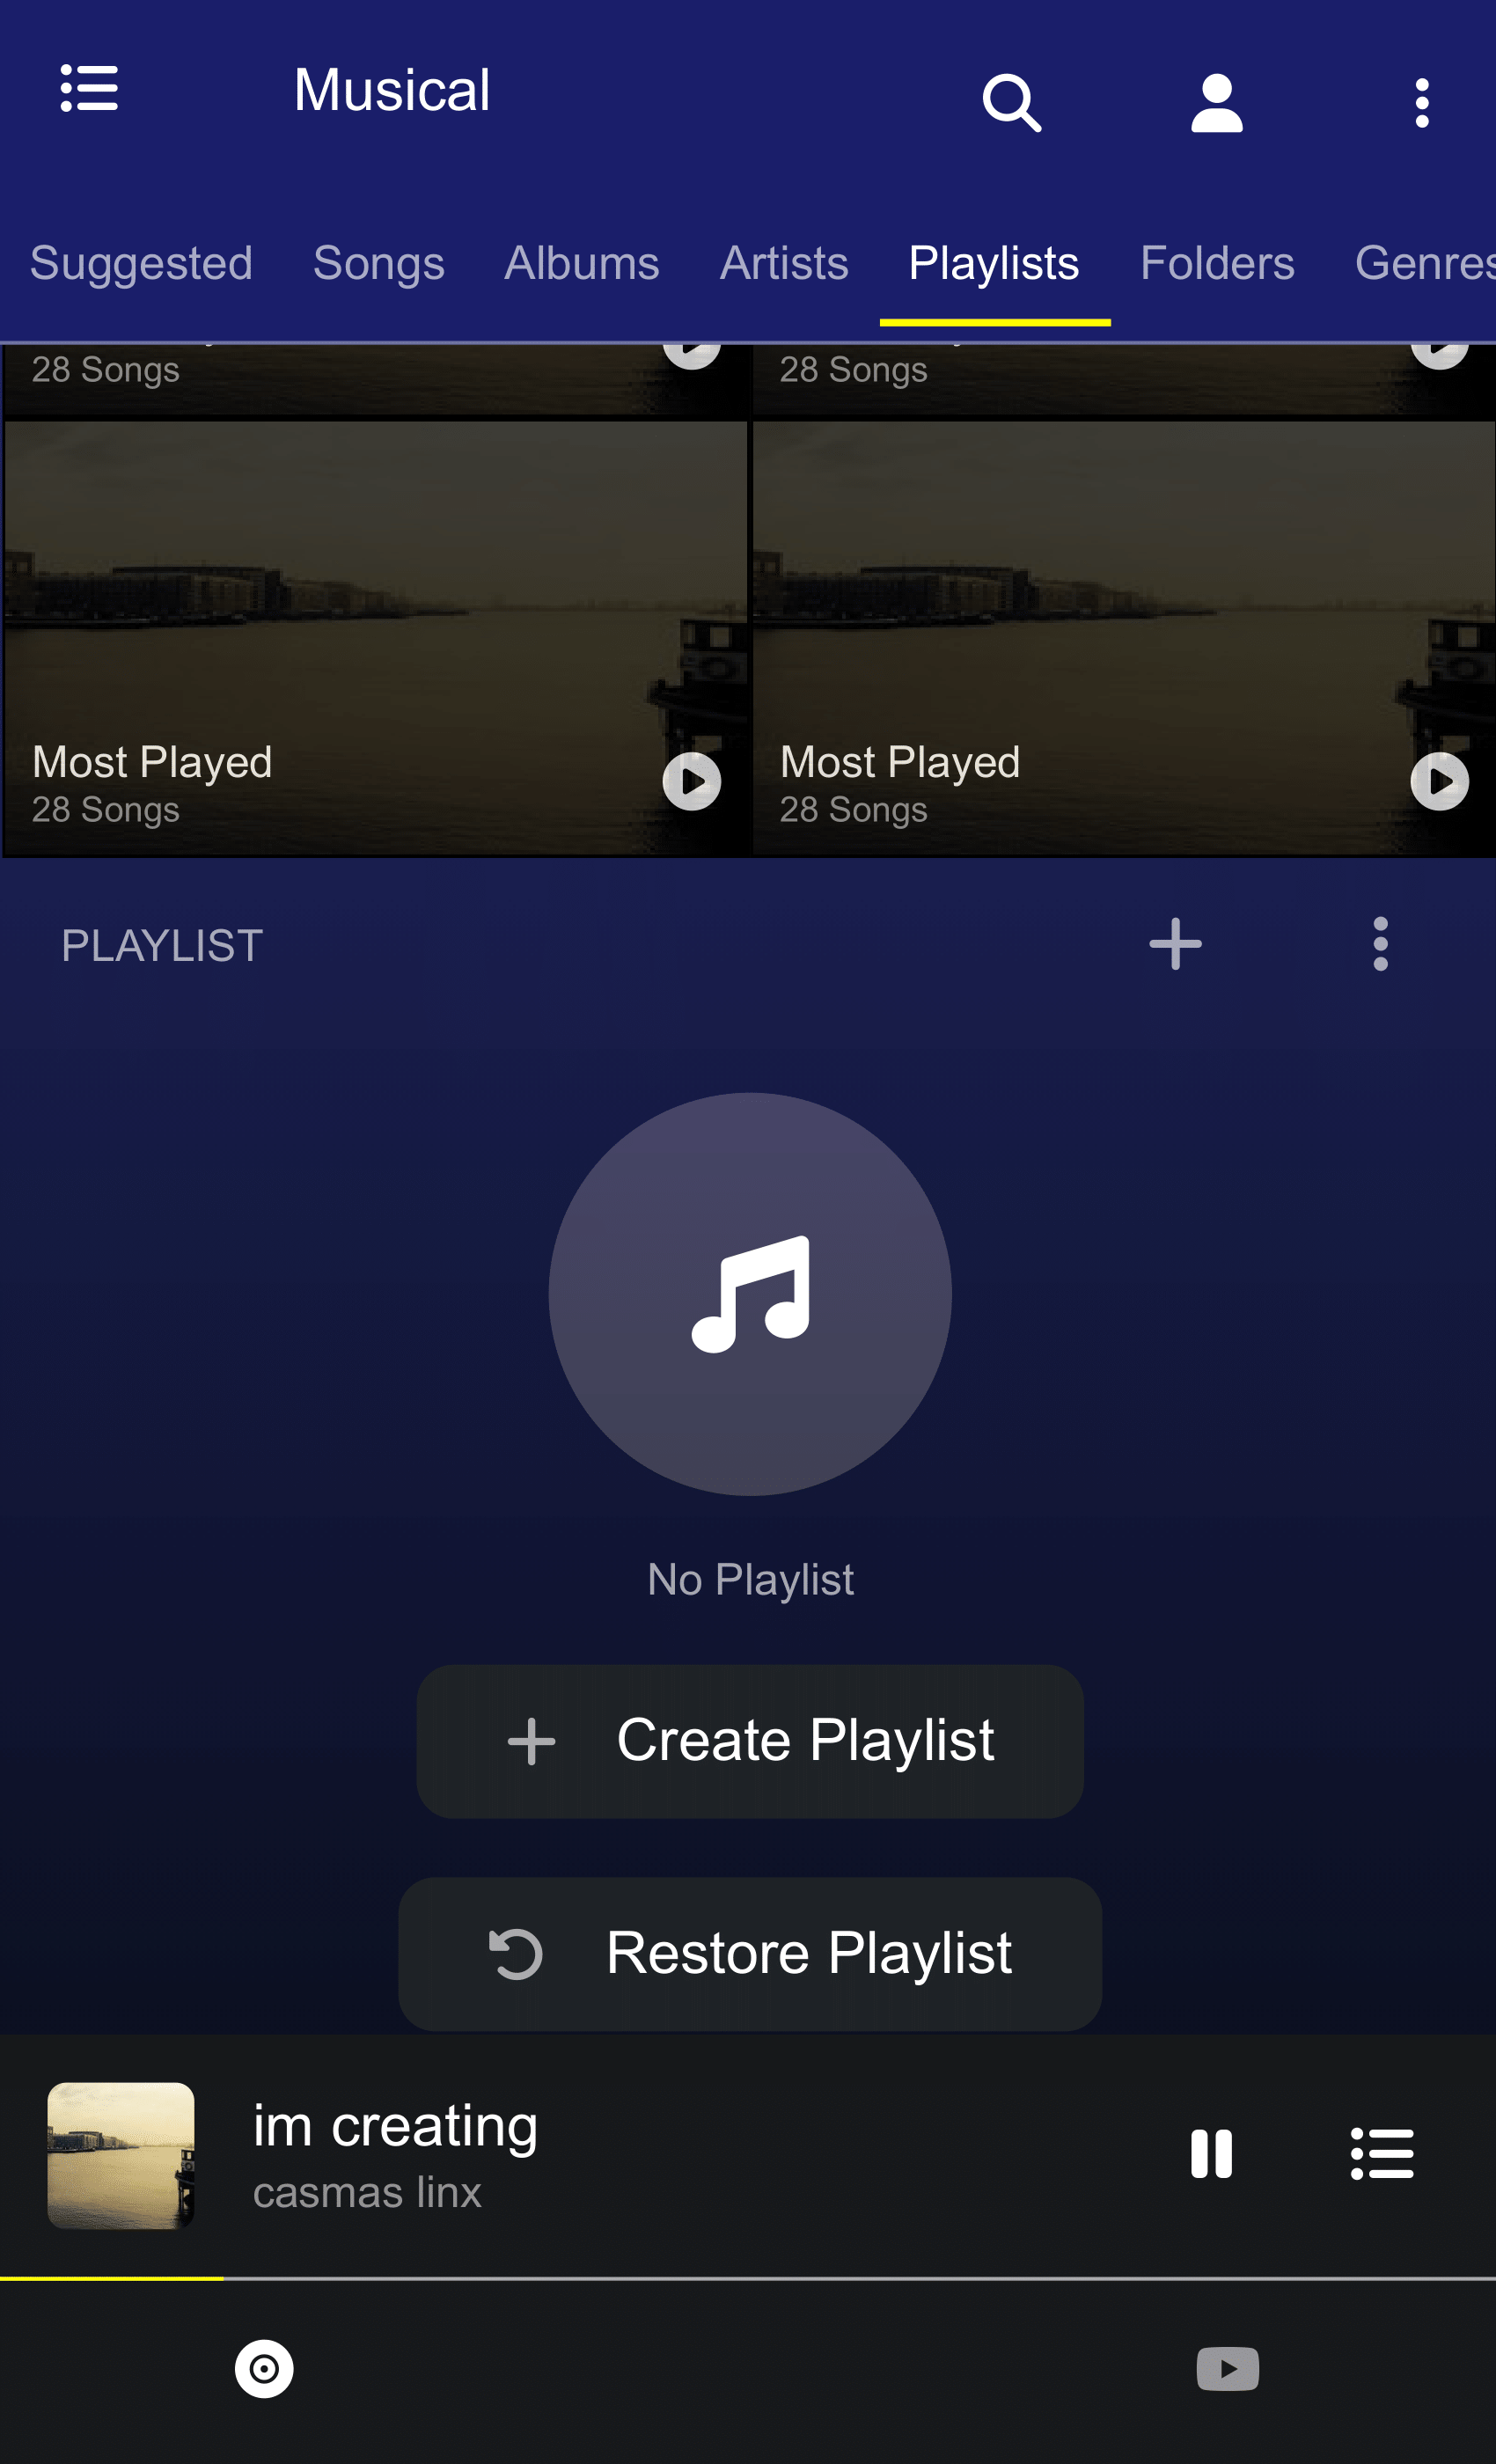 Musical
Suggested Songs Albums Artists Playlists Folders Genres
28 Songs 28 Songs
Most Played Most Played
28 Songs 28 Songs
PLAYLIST
No Playlist
Create Playlist
Restore Playlist
im creating
casmas linx